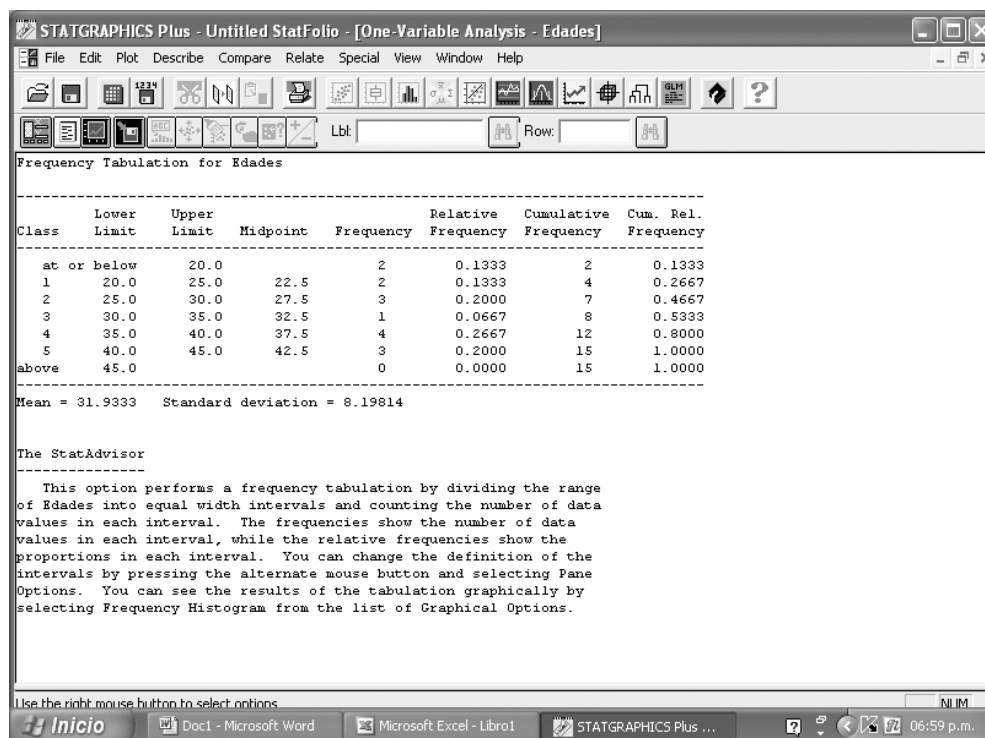 STATGRAPHICS Plus - Untitled StatFolio - [One-Variable Analysis - Edades]
File Edit Plot Describe Compare Relate Special View Window Help
1234
GLM
?
REC
Lbl: Row:
Frequency Tabulation for Edades
--------------------------------------------------------------------------------
Lower Upper Relative Cumulative Cum. Rel.
Class Limit Limit Midpoint Frequency Frequency Frequency Frequency
--------------------------------------------------------------------------------
at or below 20.0 2 0.1333 2 0.1333
1 20.0 25.0 22.5 2 0.1333 4 0.2667
2 25.0 30.0 27.5 3 0.2000 7 0.4667
3 30.0 35.0 32.5 1 0.0667 8 0.5333
4 35.0 40.0 37.5 4 0.2667 12 0.8000
5 40.0 45.0 42.5 3 0.2000 15 1.0000
above 45.0 0 0.0000 15 1.0000
--------------------------------------------------------------------------------
Mean = 31.9333 Standard deviation = 8.19814
The StatAdvisor
---------------
This option performs a frequency tabulation by dividing the range
of Edades into equal width intervals and counting the number of data
values in each interval. The frequencies show the number of data
values in each interval, while the relative frequencies show the
proportions in each interval. You can change the definition of the
intervals by pressing the alternate mouse button and selecting Pane
Options. You can see the results of the tabulation graphically by
selecting Frequency Histogram from the list of Graphical Options.
Use the right mouse button to select options NUM
Inicio Doc1 - Microsoft Word Microsoft Excel - Libro1 STATGRAPHICS Plus ... 06:59 p.m.